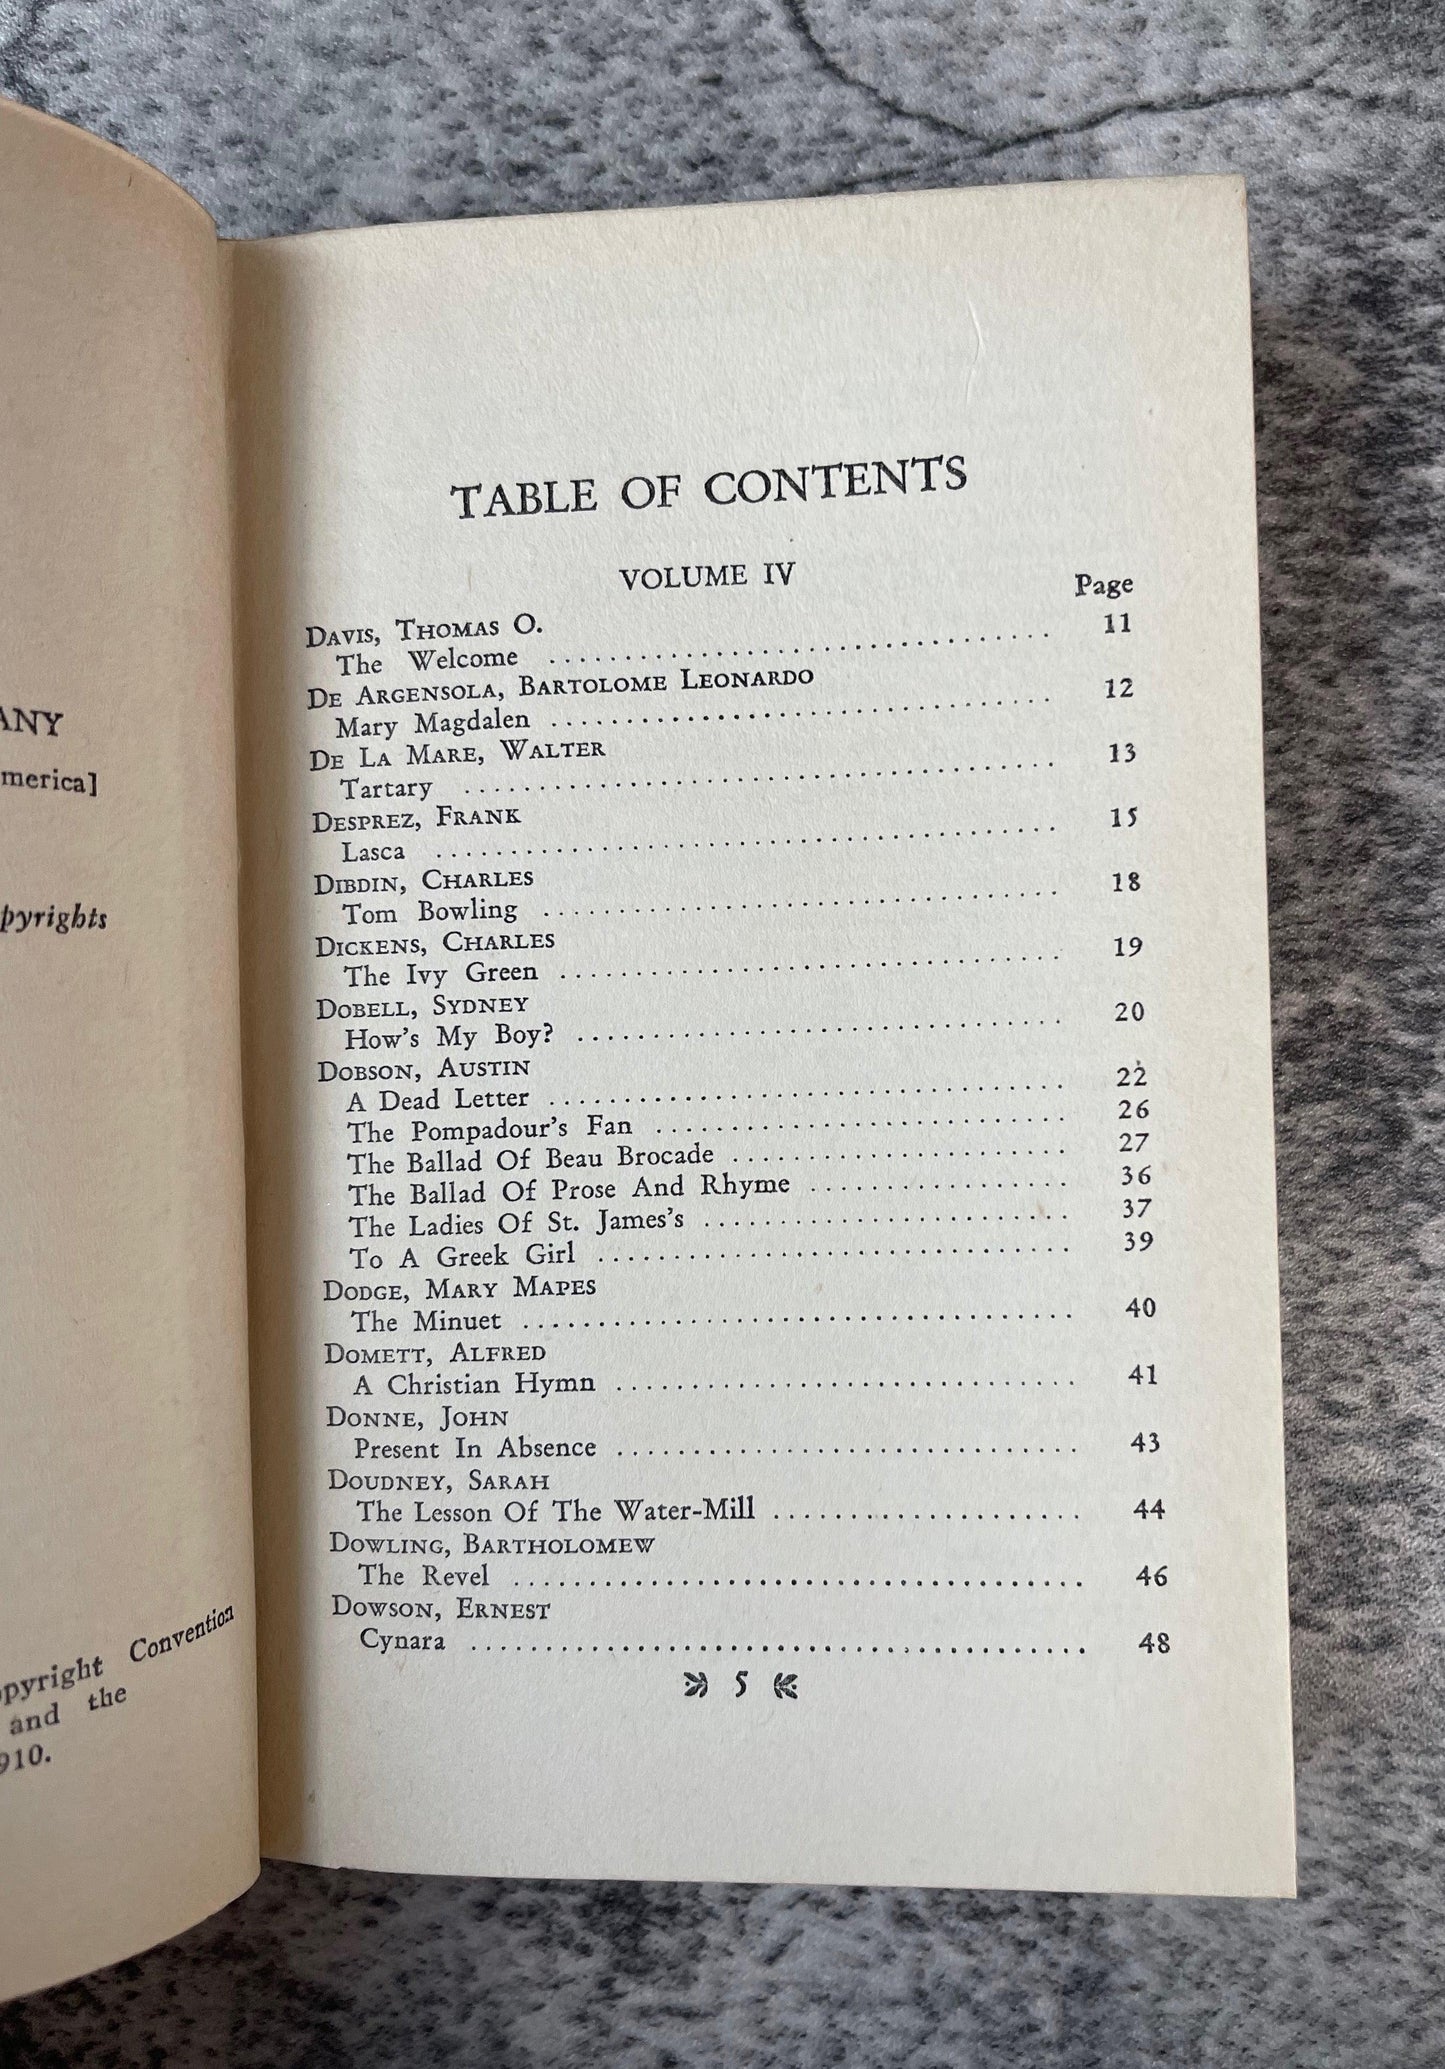 ANY
merica]
pyrights
opyright Convention
and the
910.
TABLE OF CONTENTS
VOLUME IV
Page
DAVIS, THOMAS O.
The Welcome 11
DE ARGENSOLA, BARTOLOME LEONARDO
Mary Magdalen 12
DE LA MARE, WALTER
Tartary 13
DESPREZ, FRANK
Lasca 15
DIBDIN, CHARLES
Tom Bowling 18
DICKENS, CHARLES
The Ivy Green 19
DOBELL, SYDNEY
How's My Boy? 20
DOBSON, AUSTIN
A Dead Letter 22
The Pompadour's Fan 26
The Ballad Of Beau Brocade 27
The Ballad Of Prose And Rhyme 36
The Ladies Of St. James's 37
To A Greek Girl 39
DODGE, MARY MAPES
The Minuet 40
DOMETT, ALFRED
A Christian Hymn 41
DONNE, JOHN
Present In Absence 43
DOUDNEY, SARAH
The Lesson Of The Water-Mill 44
DOWLING, BARTHOLOMEW
The Revel 46
DOWSON, ERNEST
Cynara 48
5